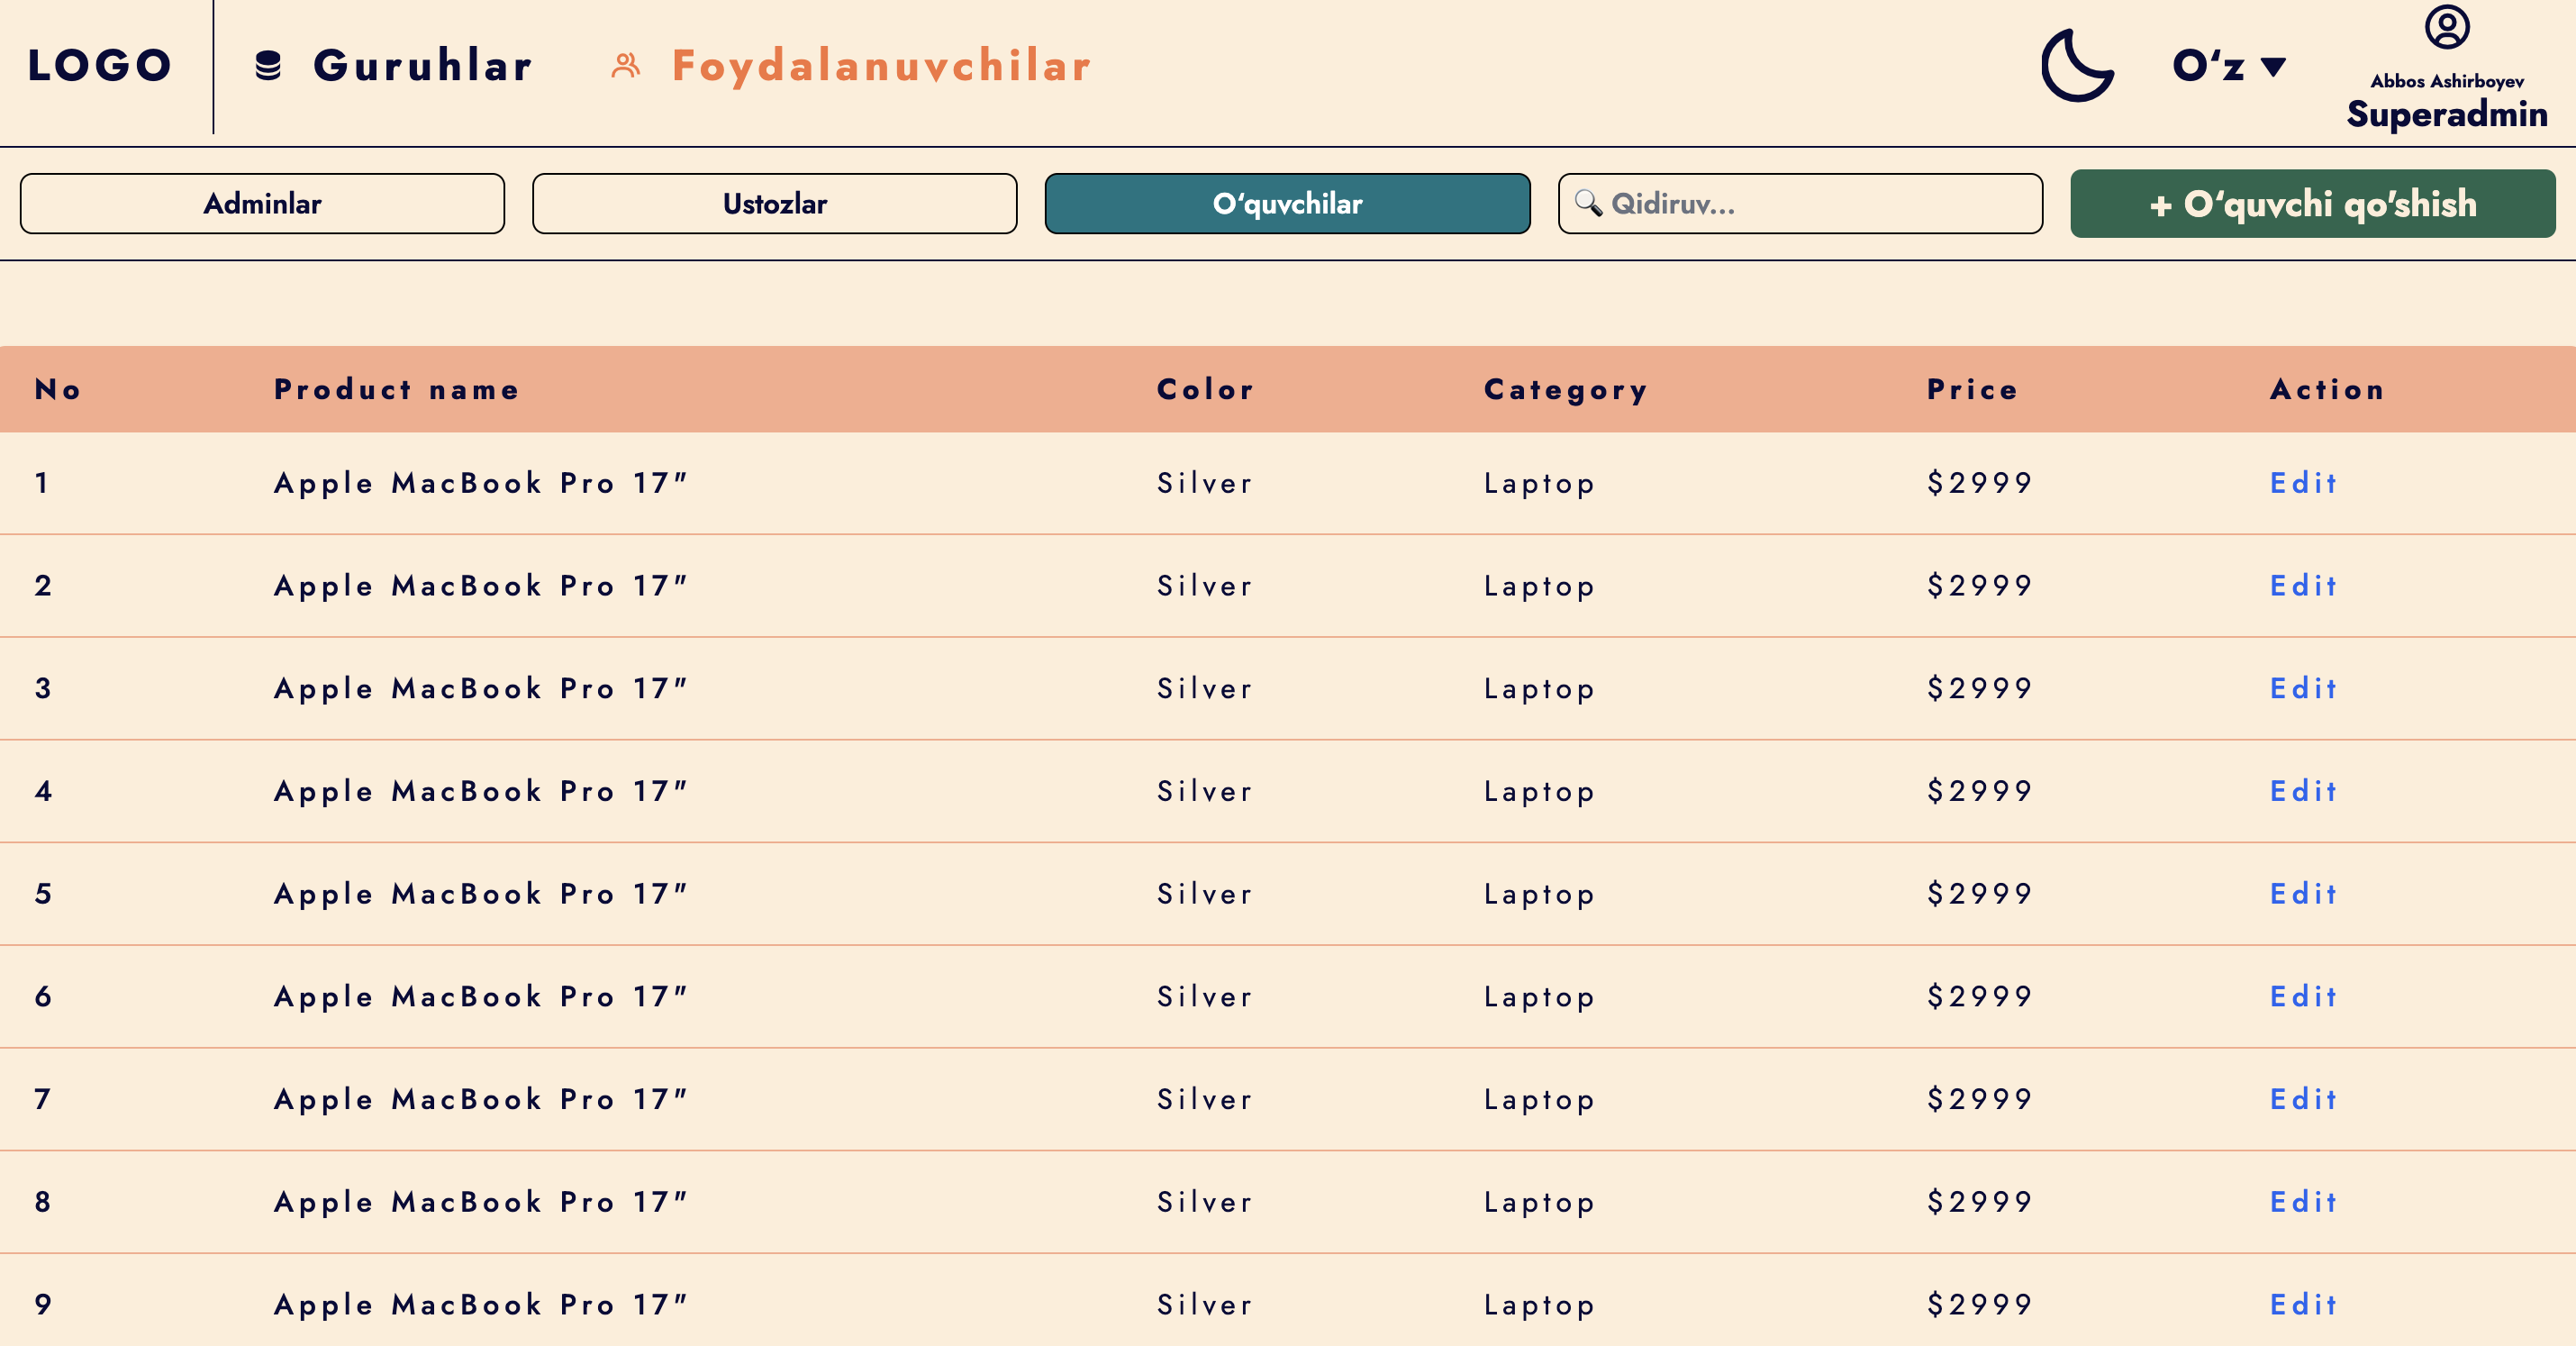 LOGO Guruhlar Foydalanuvchilar O‘z
Abbos Ashirboyev
Superadmin
Adminlar Ustozlar O‘quvchilar Qidiruv... + O‘quvchi qo'shish
No Product name Color Category Price Action
1 Apple MacBook Pro 17" Silver Laptop $2999 Edit
2 Apple MacBook Pro 17" Silver Laptop $2999 Edit
3 Apple MacBook Pro 17" Silver Laptop $2999 Edit
4 Apple MacBook Pro 17" Silver Laptop $2999 Edit
5 Apple MacBook Pro 17" Silver Laptop $2999 Edit
6 Apple MacBook Pro 17" Silver Laptop $2999 Edit
7 Apple MacBook Pro 17" Silver Laptop $2999 Edit
8 Apple MacBook Pro 17" Silver Laptop $2999 Edit
9 Apple MacBook Pro 17" Silver Laptop $2999 Edit